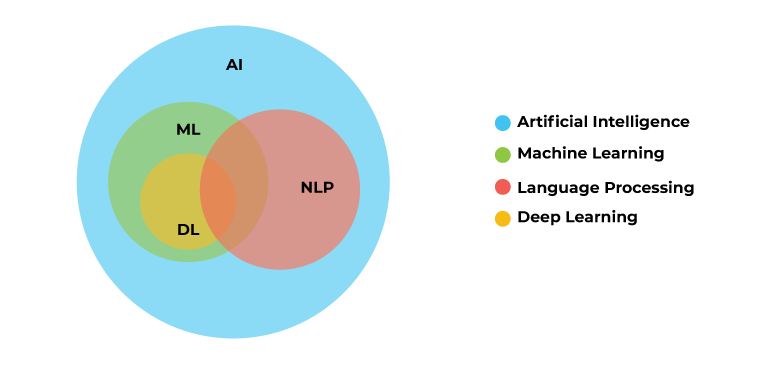 AI
ML
NLP
DL
Artificial Intelligence
Machine Learning
Language Processing
Deep Learning